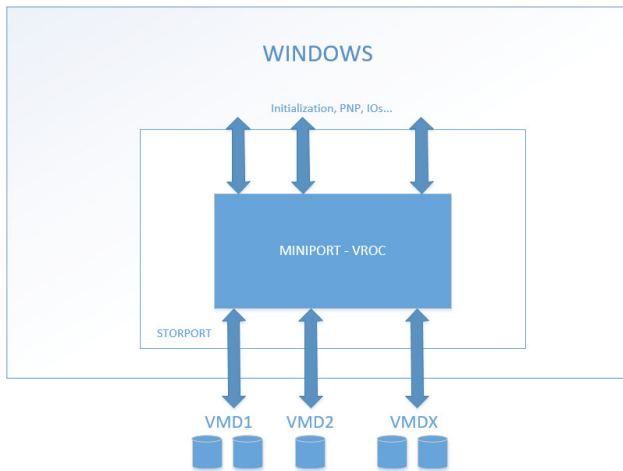 WINDOWS
Initialization, PNP, IOs...
MINIPORT - VROC
STORPORT
VMD1 VMD2 VMDX